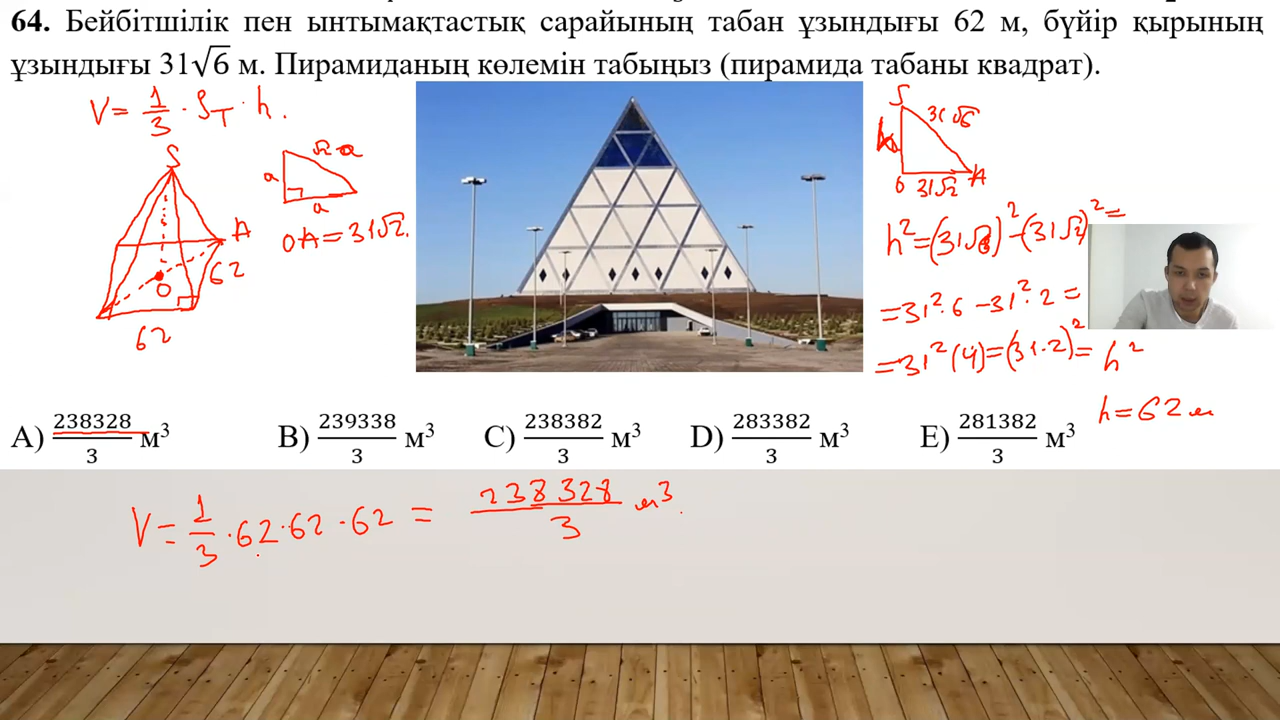 64. Бейбітшілік пен ынтымақтастық сарайының табан ұзындығы 62 м, бүйір қырының
ұзындығы 31√6 м. Пирамиданың көлемін табыңыз (пирамида табаны квадрат).
V = 1/3 · S_T · h.
S
A
O
62
62
a
a
√2 a
OA = 31√2.
S
31√6
O
31√2
A
h² = (31√6)² − (31√2)² =
= 31² · 6 − 31² · 2 =
= 31² (4) = (31 · 2)² = h²
h = 62 м
A) 238328/3 м³ B) 239338/3 м³ C) 238382/3 м³ D) 283382/3 м³ E) 281382/3 м³
V = 1/3 · 62 · 62 · 62 = 238328/3 м³.